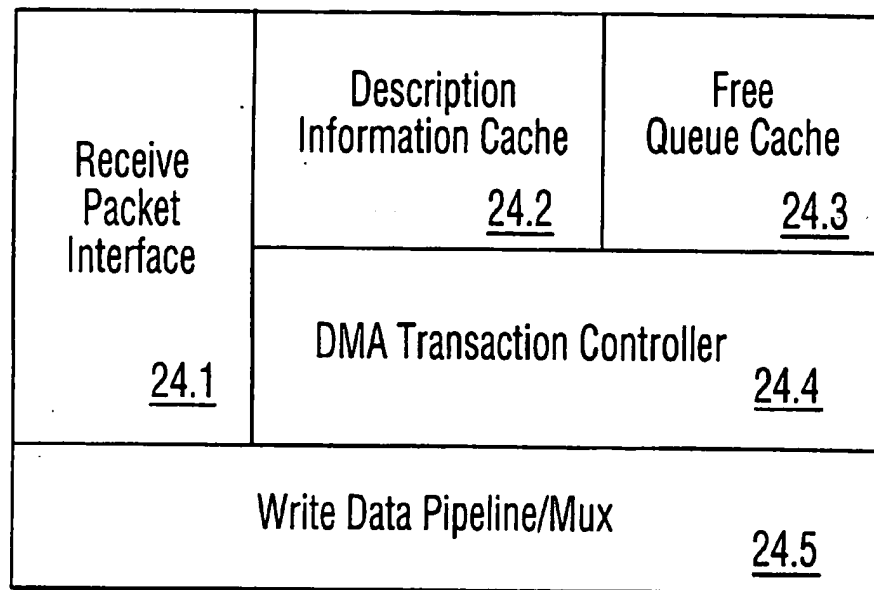 Receive
Packet
Interface
24.1
Description
Information Cache
24.2
Free
Queue Cache
24.3
DMA Transaction Controller
24.4
Write Data Pipeline/Mux
24.5